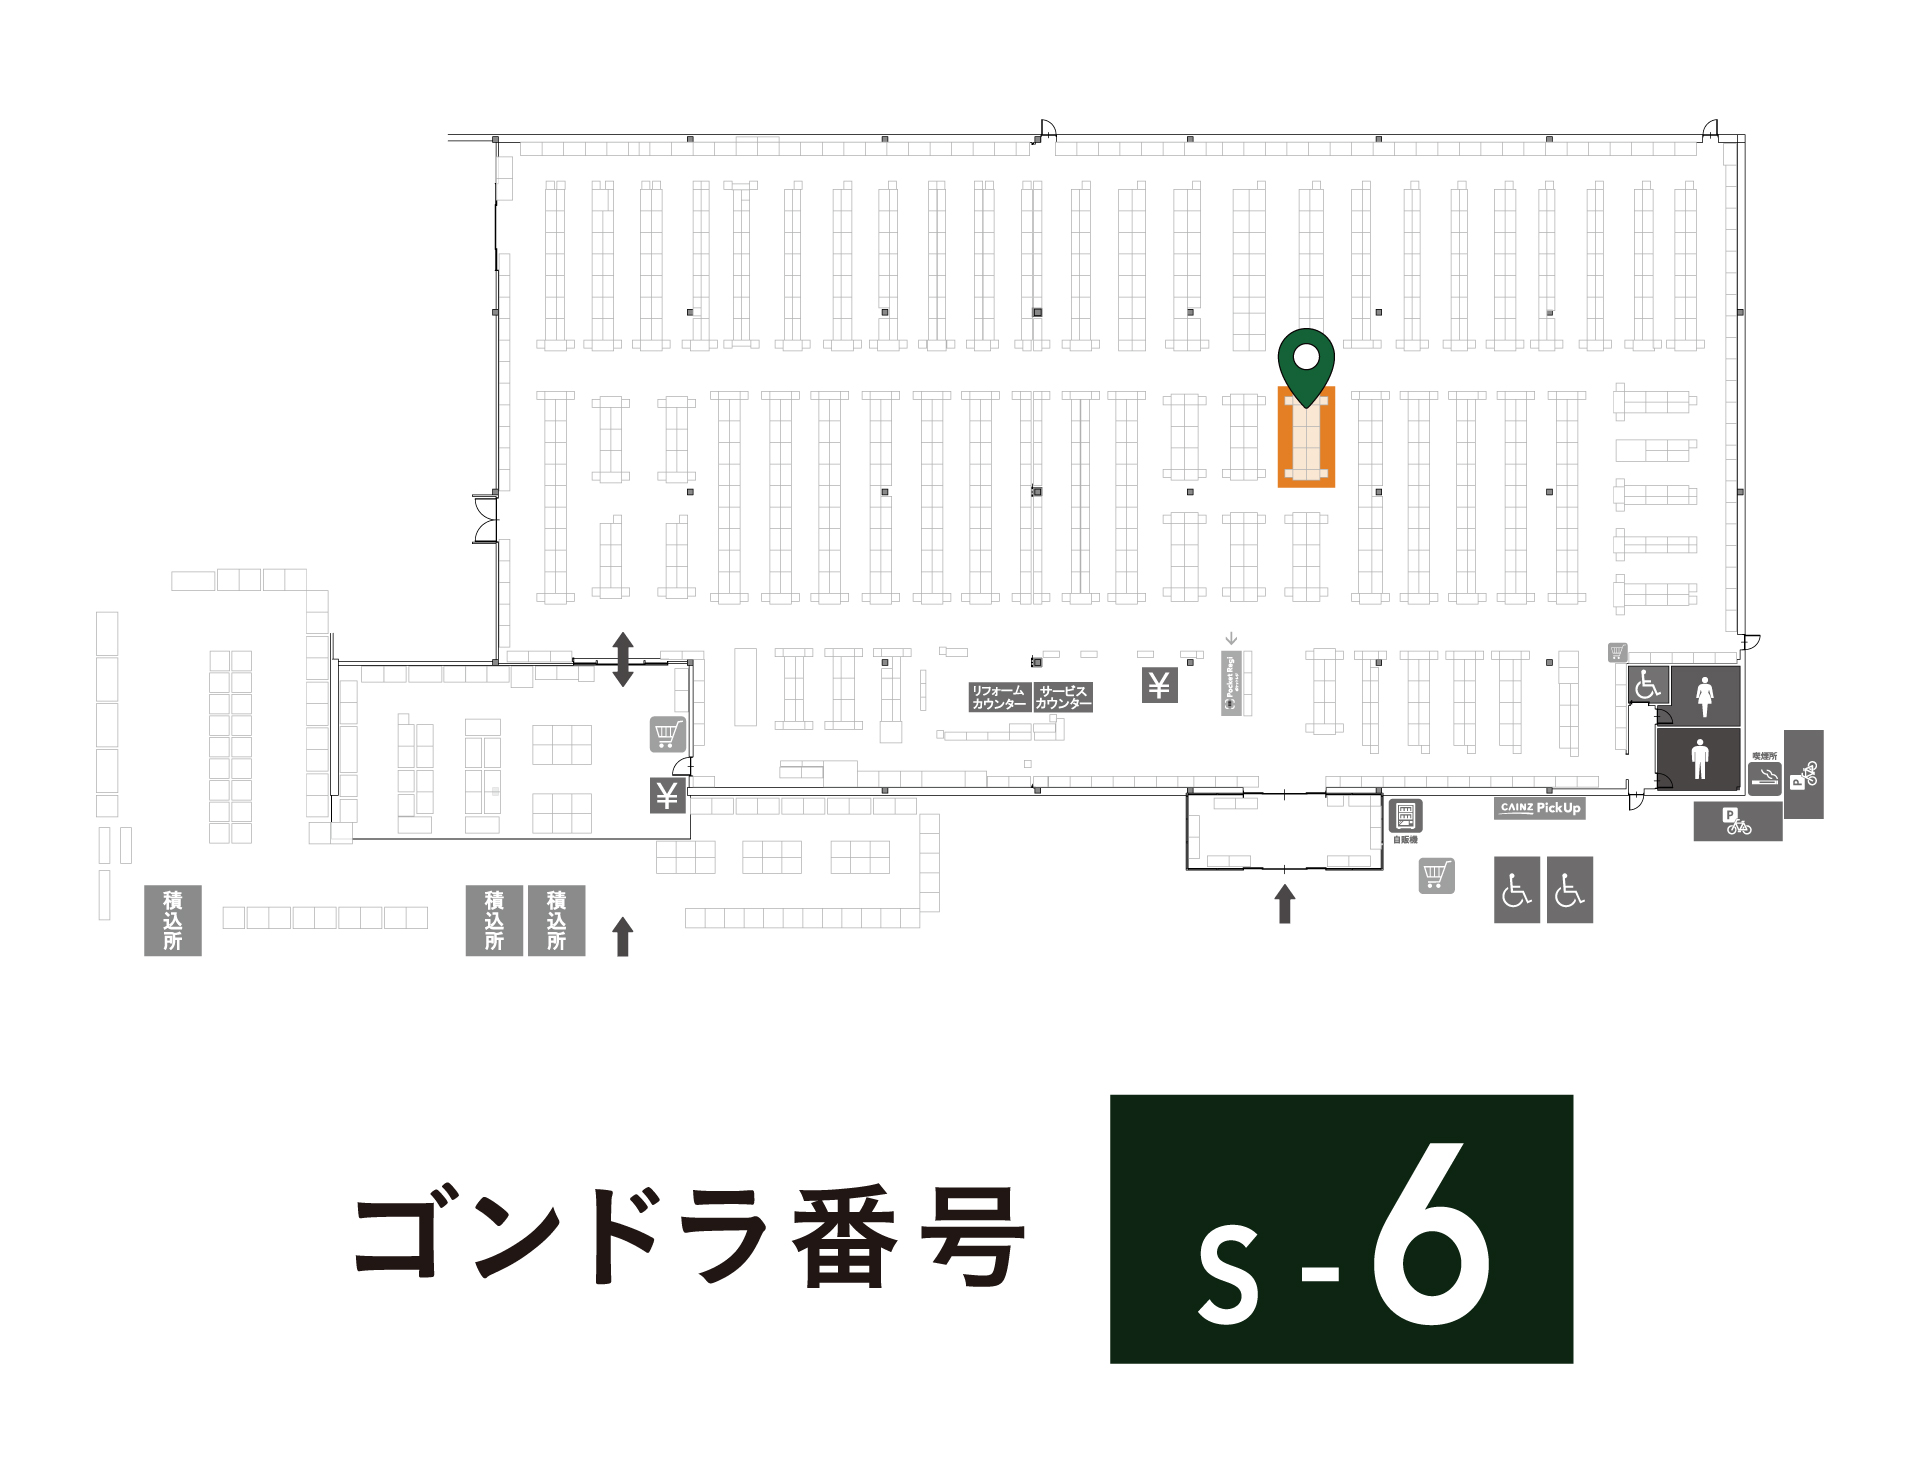 Pocket Regi
リフォーム
カウンター
サービス
カウンター
¥
¥
喫煙所
P
P
CAINZ PickUp
自販機
積込所
積込所
積込所
ゴンドラ番号
S-6